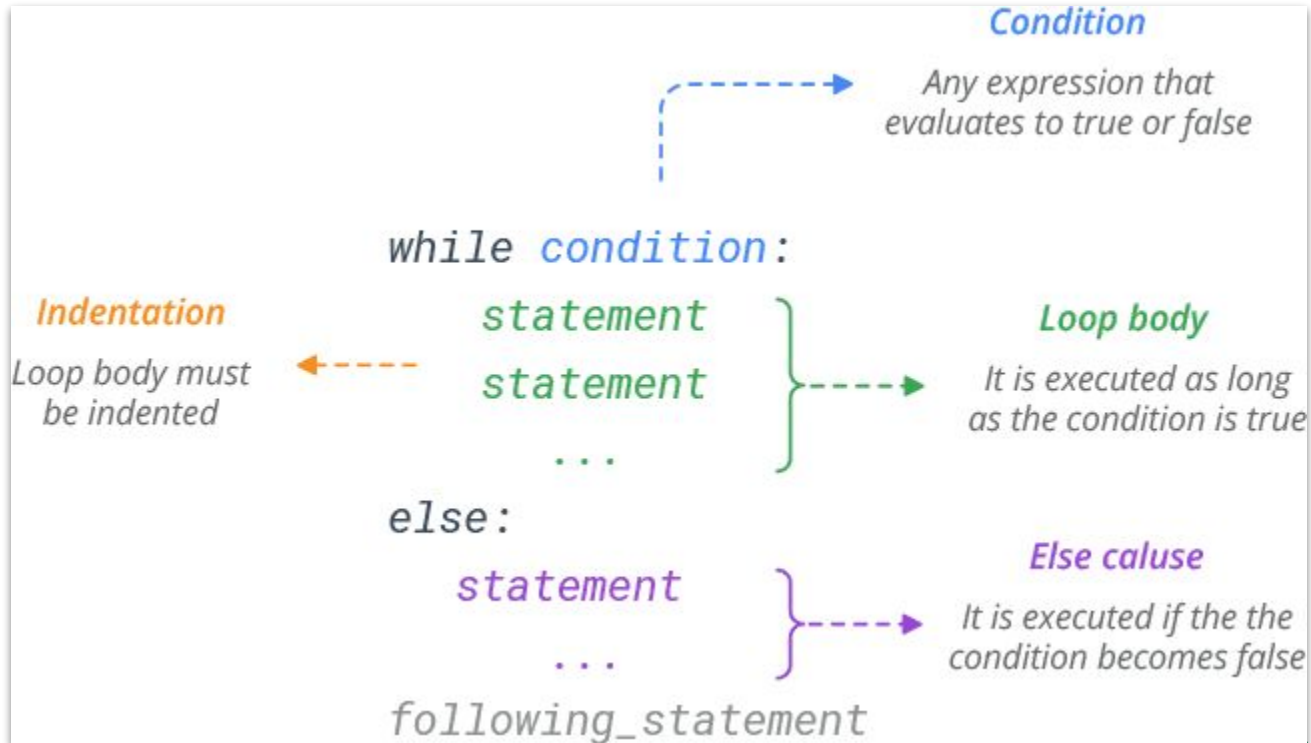 Condition
Any expression that
evaluates to true or false
while condition:
Indentation
Loop body must
be indented
statement
statement
...
Loop body
It is executed as long
as the condition is true
else:
statement
...
Else caluse
It is executed if the the
condition becomes false
following_statement